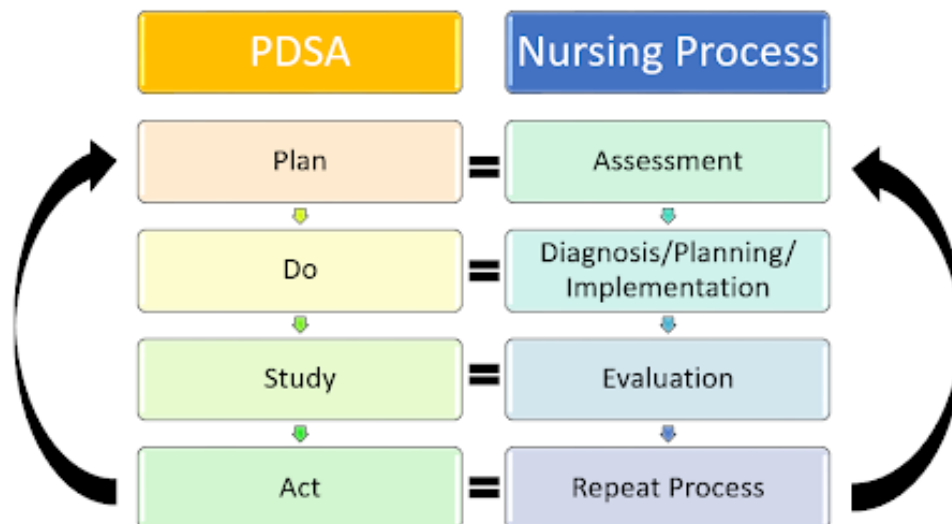 PDSA
Nursing Process
Plan
=
Assessment
Do
=
Diagnosis/Planning/
Implementation
Study
=
Evaluation
Act
=
Repeat Process